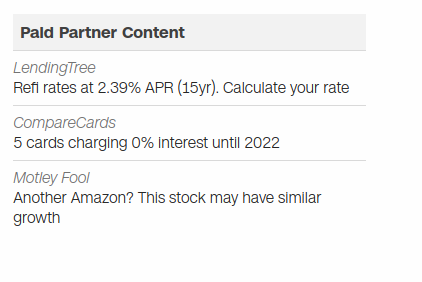 Paid Partner Content
LendingTree
Refi rates at 2.39% APR (15yr). Calculate your rate
CompareCards
5 cards charging 0% interest until 2022
Motley Fool
Another Amazon? This stock may have similar
growth